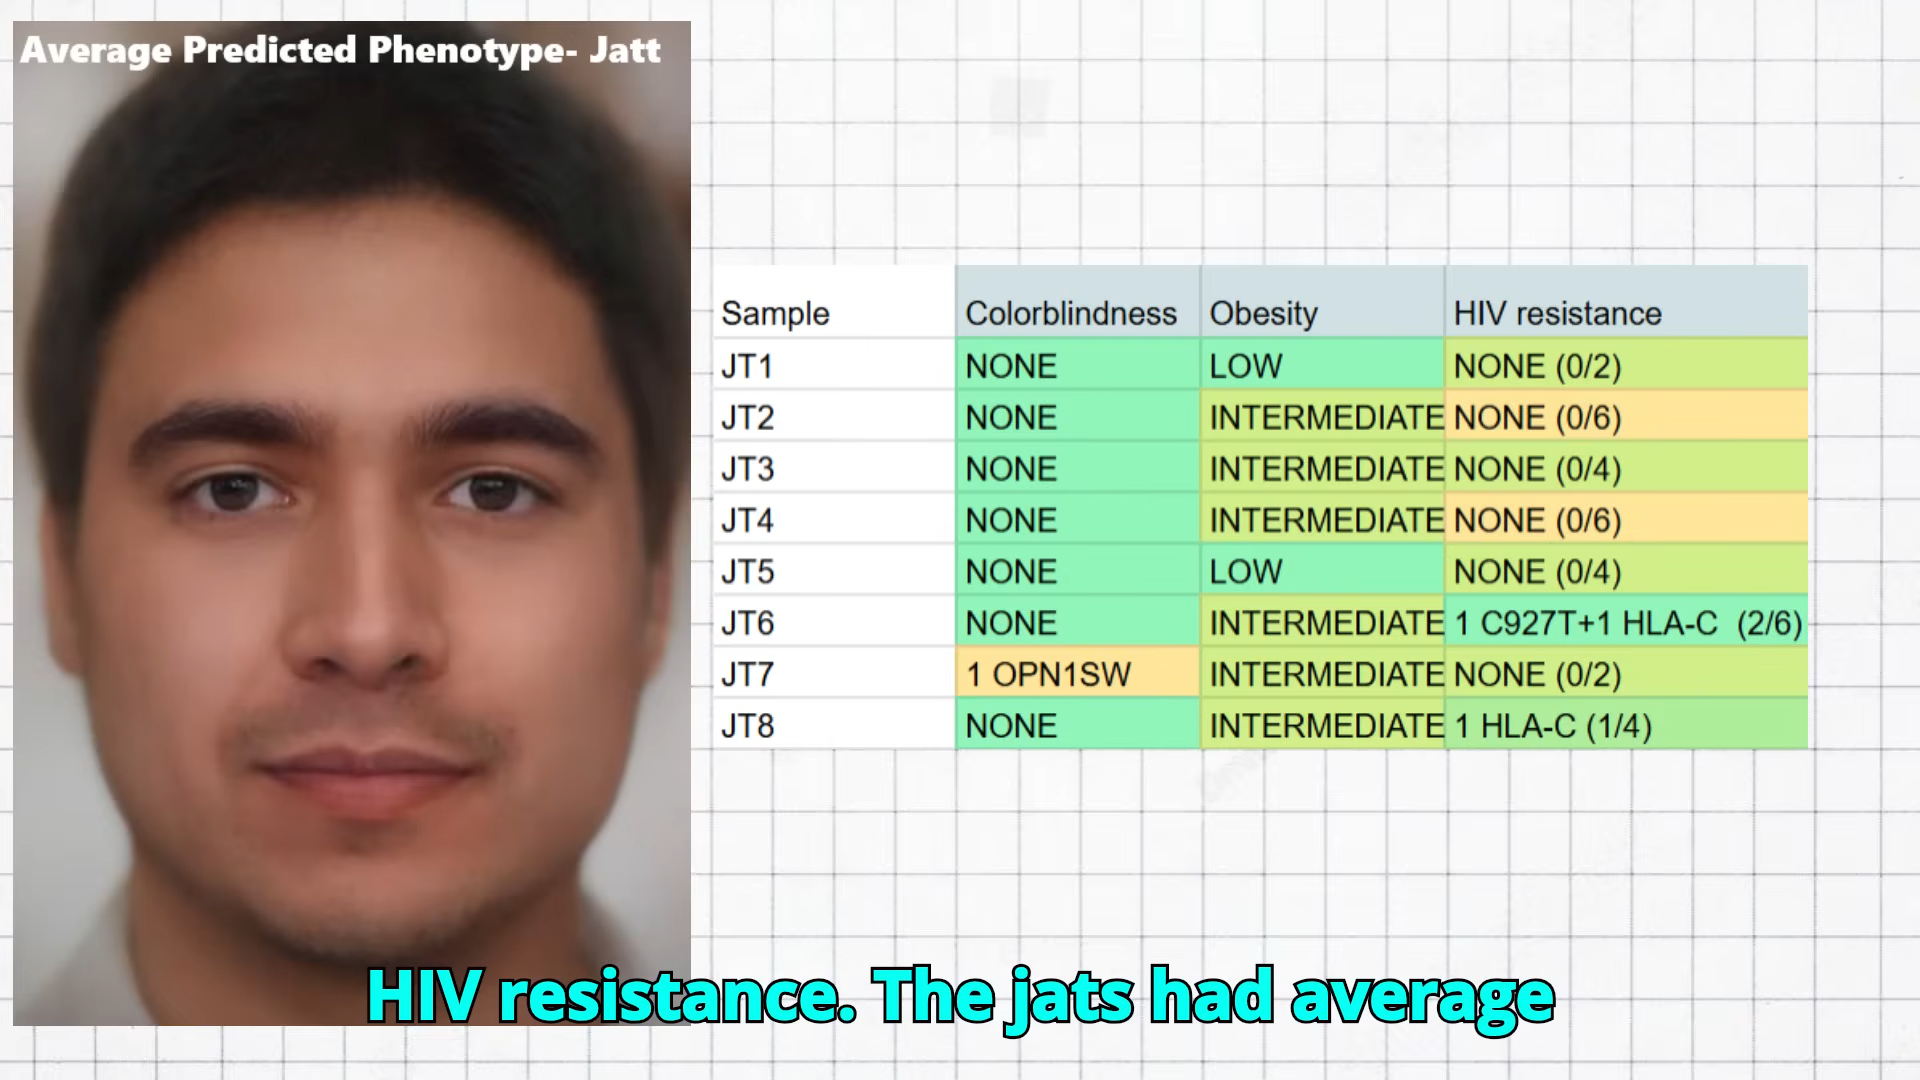 Average Predicted Phenotype- Jatt
Sample Colorblindness Obesity HIV resistance
JT1 NONE LOW NONE (0/2)
JT2 NONE INTERMEDIATE NONE (0/6)
JT3 NONE INTERMEDIATE NONE (0/4)
JT4 NONE INTERMEDIATE NONE (0/6)
JT5 NONE LOW NONE (0/4)
JT6 NONE INTERMEDIATE 1 C927T+1 HLA-C (2/6)
JT7 1 OPN1SW INTERMEDIATE NONE (0/2)
JT8 NONE INTERMEDIATE 1 HLA-C (1/4)
HIV resistance. The jats had average